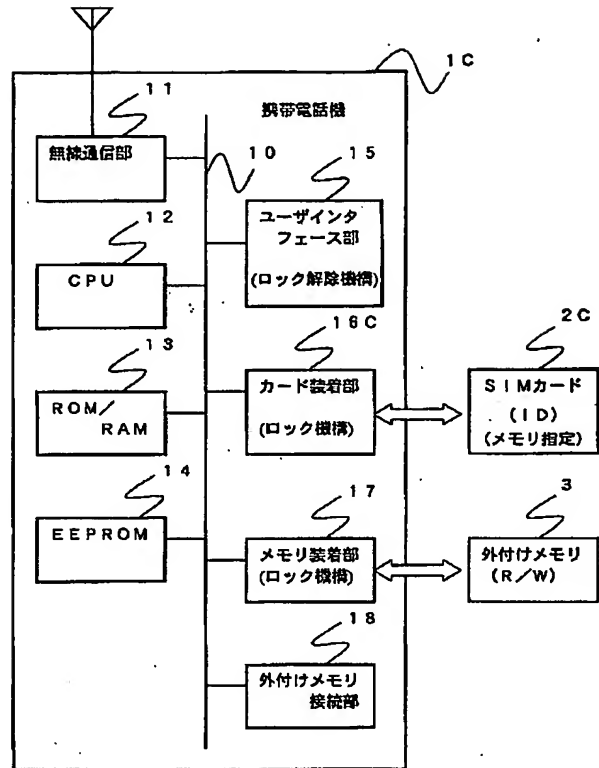 1C
11
携帯電話機
無線通信部
10
15
ユーザインタ
フェース部
(ロック解除機構)
12
CPU
16C
カード装着部
(ロック機構)
2C
SIMカード
(ID)
(メモリ指定)
13
ROM/
RAM
14
EEPROM
17
メモリ装着部
(ロック機構)
3
外付けメモリ
(R/W)
18
外付けメモリ
接続部